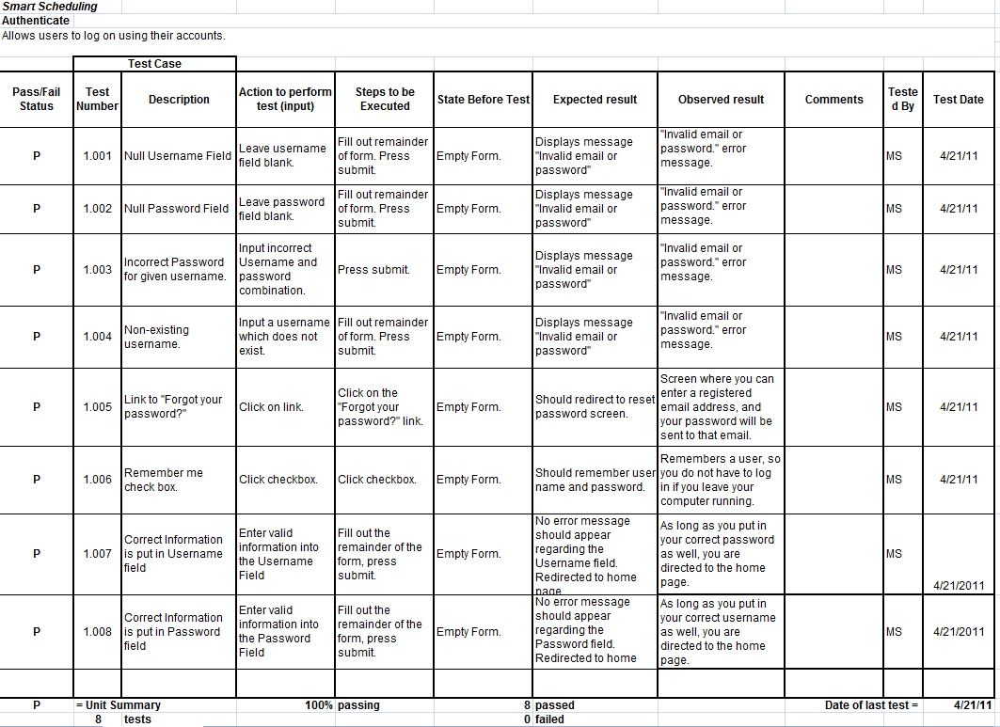 Smart Scheduling
Authenticate
Allows users to log on using their accounts.
Test Case
Pass/Fail
Status
Test
Number
Description
Action to perform
test (input)
Steps to be
Executed
State Before Test
Expected result
Observed result
Comments
Teste
d By
Test Date
P
1.001
Null Username Field
Leave username
field blank.
Fill out remainder
of form. Press
submit.
Empty Form.
Displays message
"Invalid email or
password"
"Invalid email or
password." error
message.
MS
4/21/11
P
1.002
Null Password Field
Leave password
field blank.
Fill out remainder
of form. Press
submit.
Empty Form.
Displays message
"Invalid email or
password"
"Invalid email or
password." error
message.
MS
4/21/11
P
1.003
Incorrect Password
for given username.
Input incorrect
Username and
password
combination.
Press submit.
Empty Form.
Displays message
"Invalid email or
password"
"Invalid email or
password." error
message.
MS
4/21/11
P
1.004
Non-existing
username.
Input a username
which does not
exist.
Fill out remainder
of form. Press
submit.
Empty Form.
Displays message
"Invalid email or
password"
"Invalid email or
password." error
message.
MS
4/21/11
P
1.005
Link to "Forgot your
password?"
Click on link.
Click on the
"Forgot your
password?" link.
Empty Form.
Should redirect to reset
password screen.
Screen where you can
enter a registered
email address, and
your password will be
sent to that email.
MS
4/21/11
P
1.006
Remember me
check box.
Click checkbox.
Click checkbox.
Empty Form.
Should remember user
name and password.
Remembers a user, so
you do not have to log
in if you leave your
computer running.
MS
4/21/11
P
1.007
Correct Information
is put in Username
field
Enter valid
information into
the Username
Field
Fill out the
remainder of the
form, press
submit.
Empty Form.
No error message
should appear
regarding the
Username field.
Redirected to home
page
As long as you put in
your correct password
as well, you are
directed to the home
page.
MS
4/21/2011
P
1.008
Correct Information
is put in Password
field
Enter valid
information into
the Password
Field
Fill out the
remainder of the
form, press
submit.
Empty Form.
No error message
should appear
regarding the
Password field.
Redirected to home
As long as you put in
your correct username
as well, you are
directed to the home
page.
MS
4/21/2011
P = Unit Summary 100% passing 8 passed Date of last test = 4/21/11
8 tests 0 failed